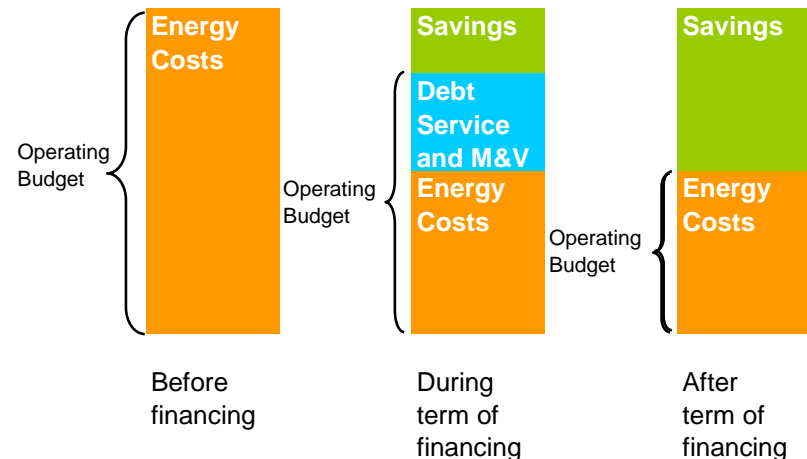 Energy
Costs
Operating
Budget
Before
financing
Savings
Debt
Service
and M&V
Energy
Costs
Operating
Budget
During
term of
financing
Savings
Energy
Costs
Operating
Budget
After
term of
financing